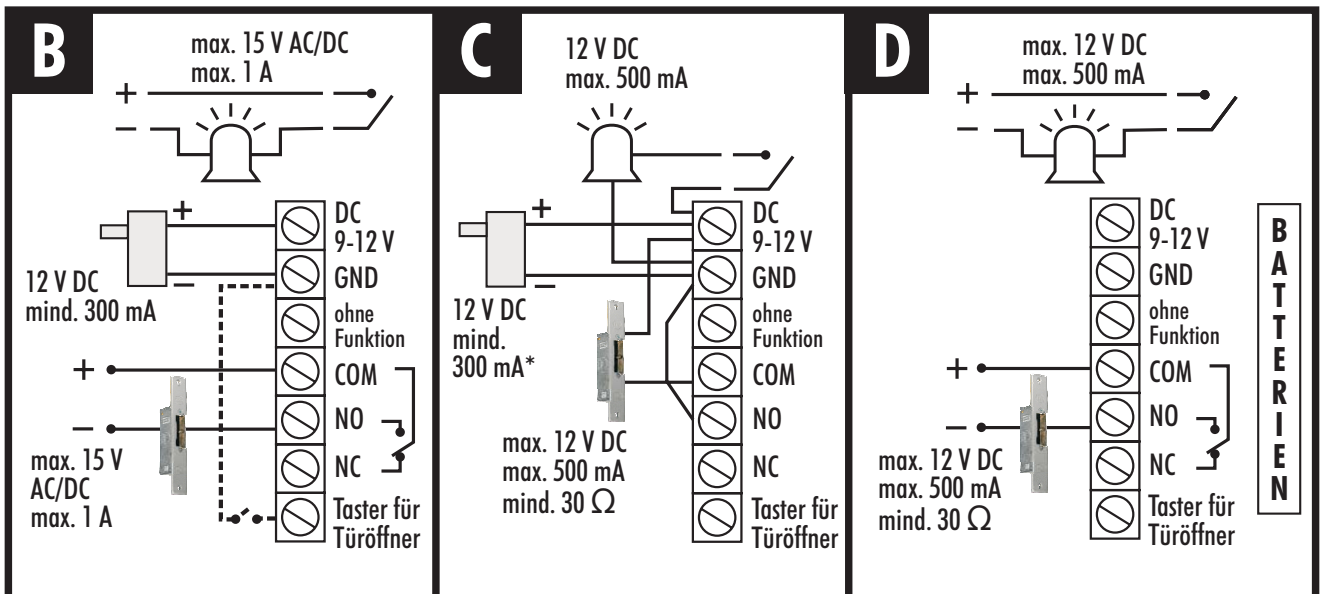 B
max. 15 V AC/DC
max. 1 A
+
−
+
−
12 V DC
mind. 300 mA
+
−
max. 15 V
AC/DC
max. 1 A
DC
9-12 V
GND
ohne
Funktion
COM
NO
NC
Taster für
Türöffner
C
12 V DC
max. 500 mA
+
−
12 V DC
mind.
300 mA*
max. 12 V DC
max. 500 mA
mind. 30 Ω
DC
9-12 V
GND
ohne
Funktion
COM
NO
NC
Taster für
Türöffner
D
max. 12 V DC
max. 500 mA
+
−
+
−
max. 12 V DC
max. 500 mA
mind. 30 Ω
DC
9-12 V
GND
ohne
Funktion
COM
NO
NC
Taster für
Türöffner
BATTERIEN